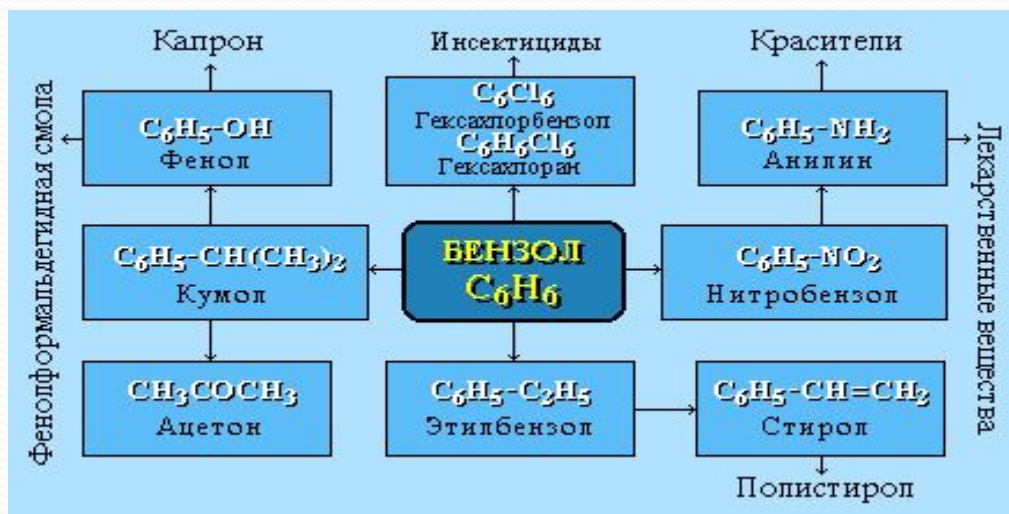 Капрон
Инсектициды
Красители
Фенолформальдегидная смола
C₆H₅-OH
Фенол
C₆Cl₆
Гексахлорбензол
C₆H₆Cl₆
Гексахлоран
C₆H₅-NH₂
Анилин
Лекарственные вещества
C₆H₅-CH(CH₃)₂
Кумол
БЕНЗОЛ
C₆H₆
C₆H₅-NO₂
Нитробензол
CH₃COCH₃
Ацетон
C₆H₅-C₂H₅
Этилбензол
C₆H₅-CH=CH₂
Стирол
Полистирол